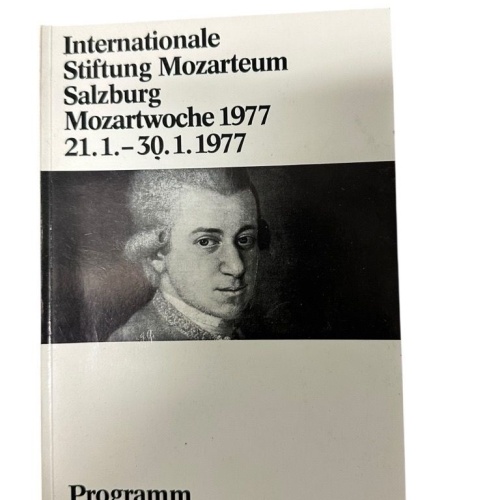 Internationale
Stiftung Mozarteum
Salzburg
Mozartwoche 1977
21.1.–30.1.1977
Programm